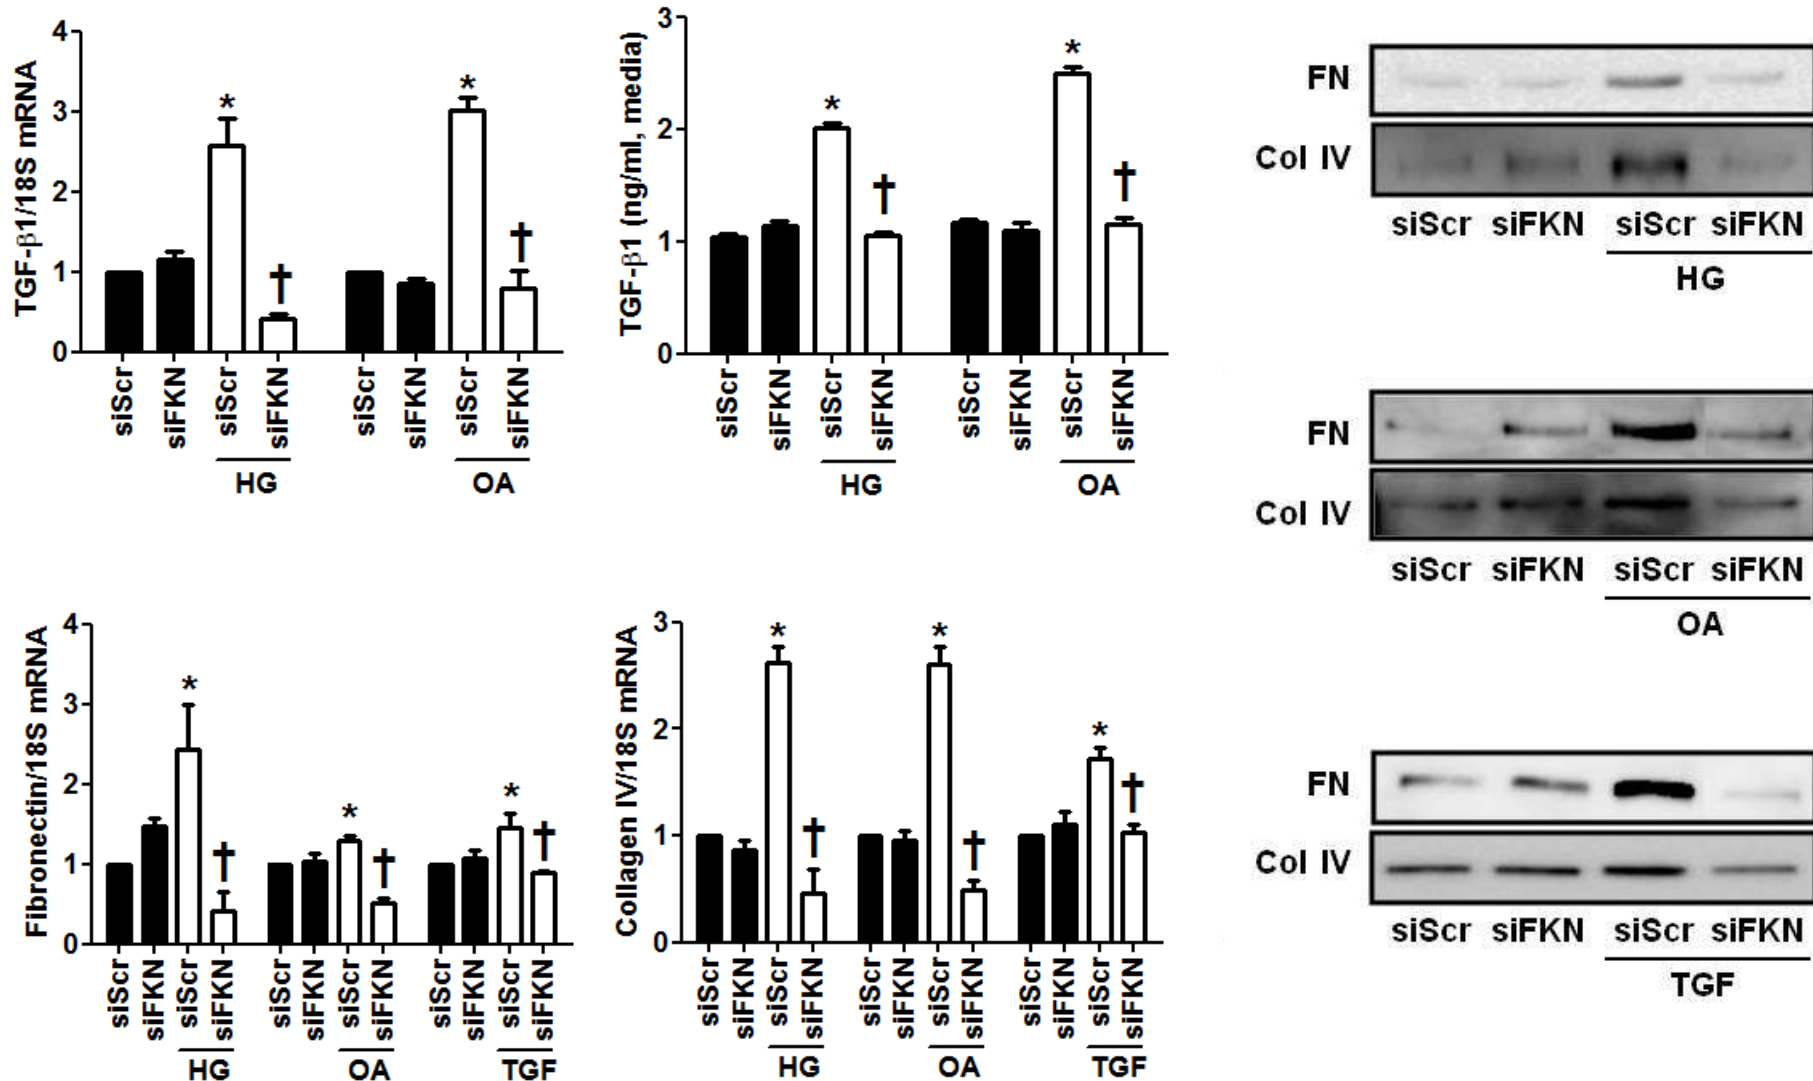 TGF-β1/18S mRNA
4
3
2
1
0
*
*
†
†
siScr siFKN siScr siFKN siScr siFKN siScr siFKN
HG OA
TGF-β1 (ng/ml, media)
3
2
1
0
*
*
†
†
siScr siFKN siScr siFKN siScr siFKN siScr siFKN
HG OA
FN
Col IV
siScr siFKN siScr siFKN
HG
FN
Col IV
siScr siFKN siScr siFKN
OA
Fibronectin/18S mRNA
4
3
2
1
0
*
*
*
†
†
†
siScr siFKN siScr siFKN siScr siFKN siScr siFKN siScr siFKN siScr siFKN
HG OA TGF
Collagen IV/18S mRNA
3
2
1
0
*
*
*
†
†
†
siScr siFKN siScr siFKN siScr siFKN siScr siFKN siScr siFKN siScr siFKN
HG OA TGF
FN
Col IV
siScr siFKN siScr siFKN
TGF